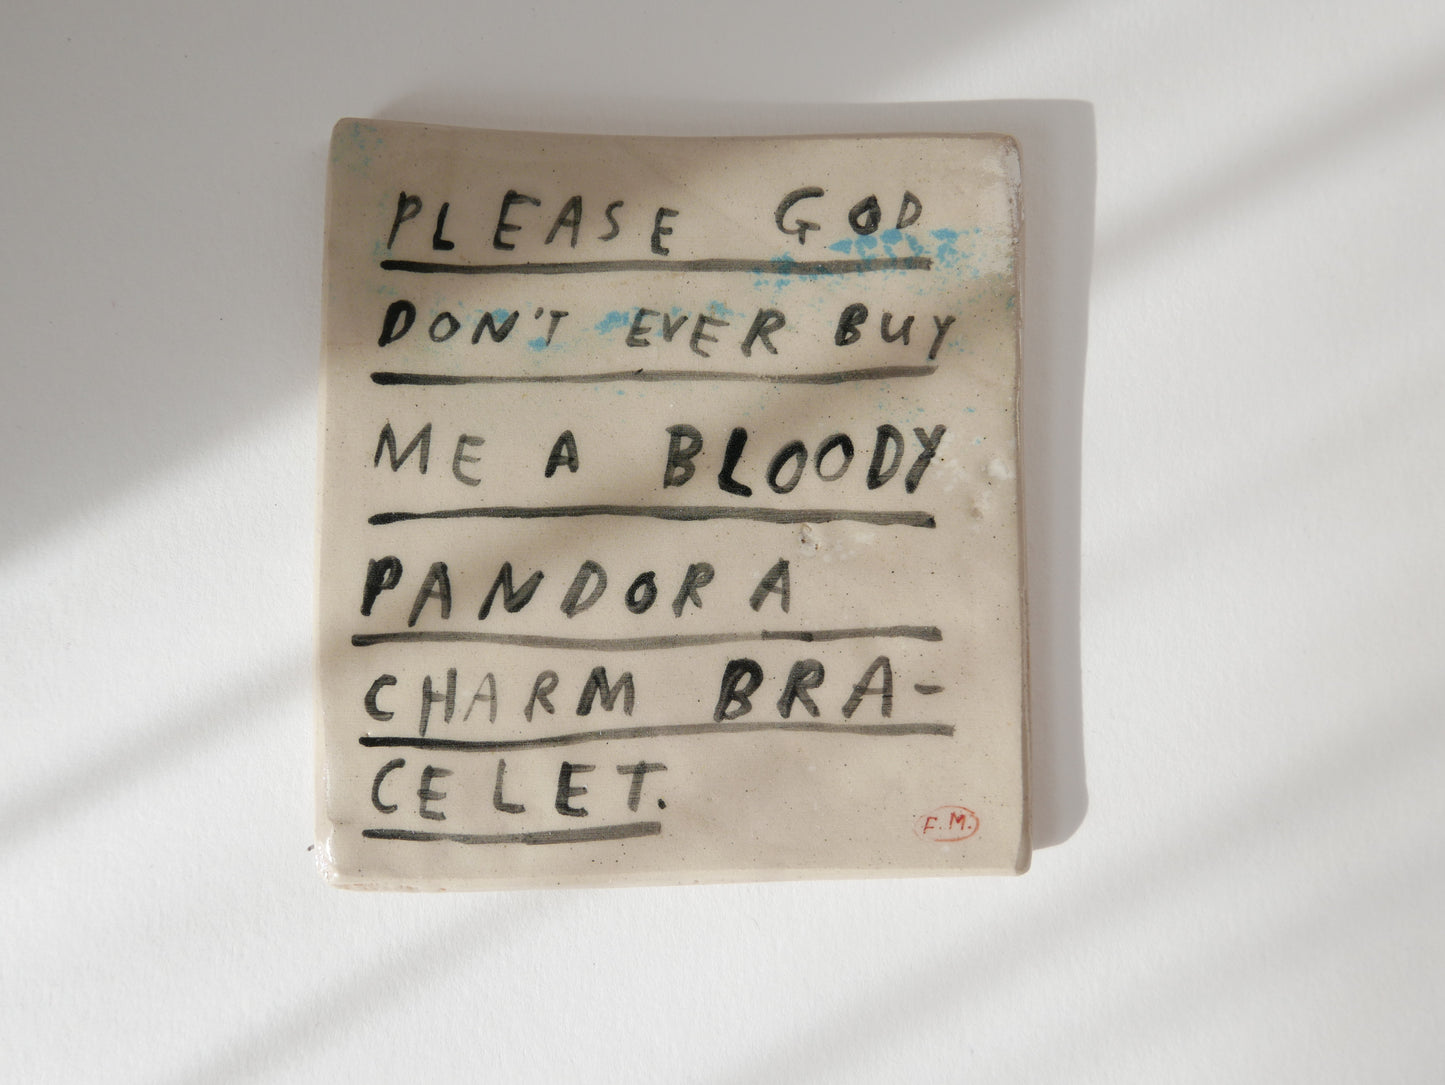 PLEASE GOD
DON'T EVER BUY
ME A BLOODY
PANDORA
CHARM BRA-
CELET.
F.M.